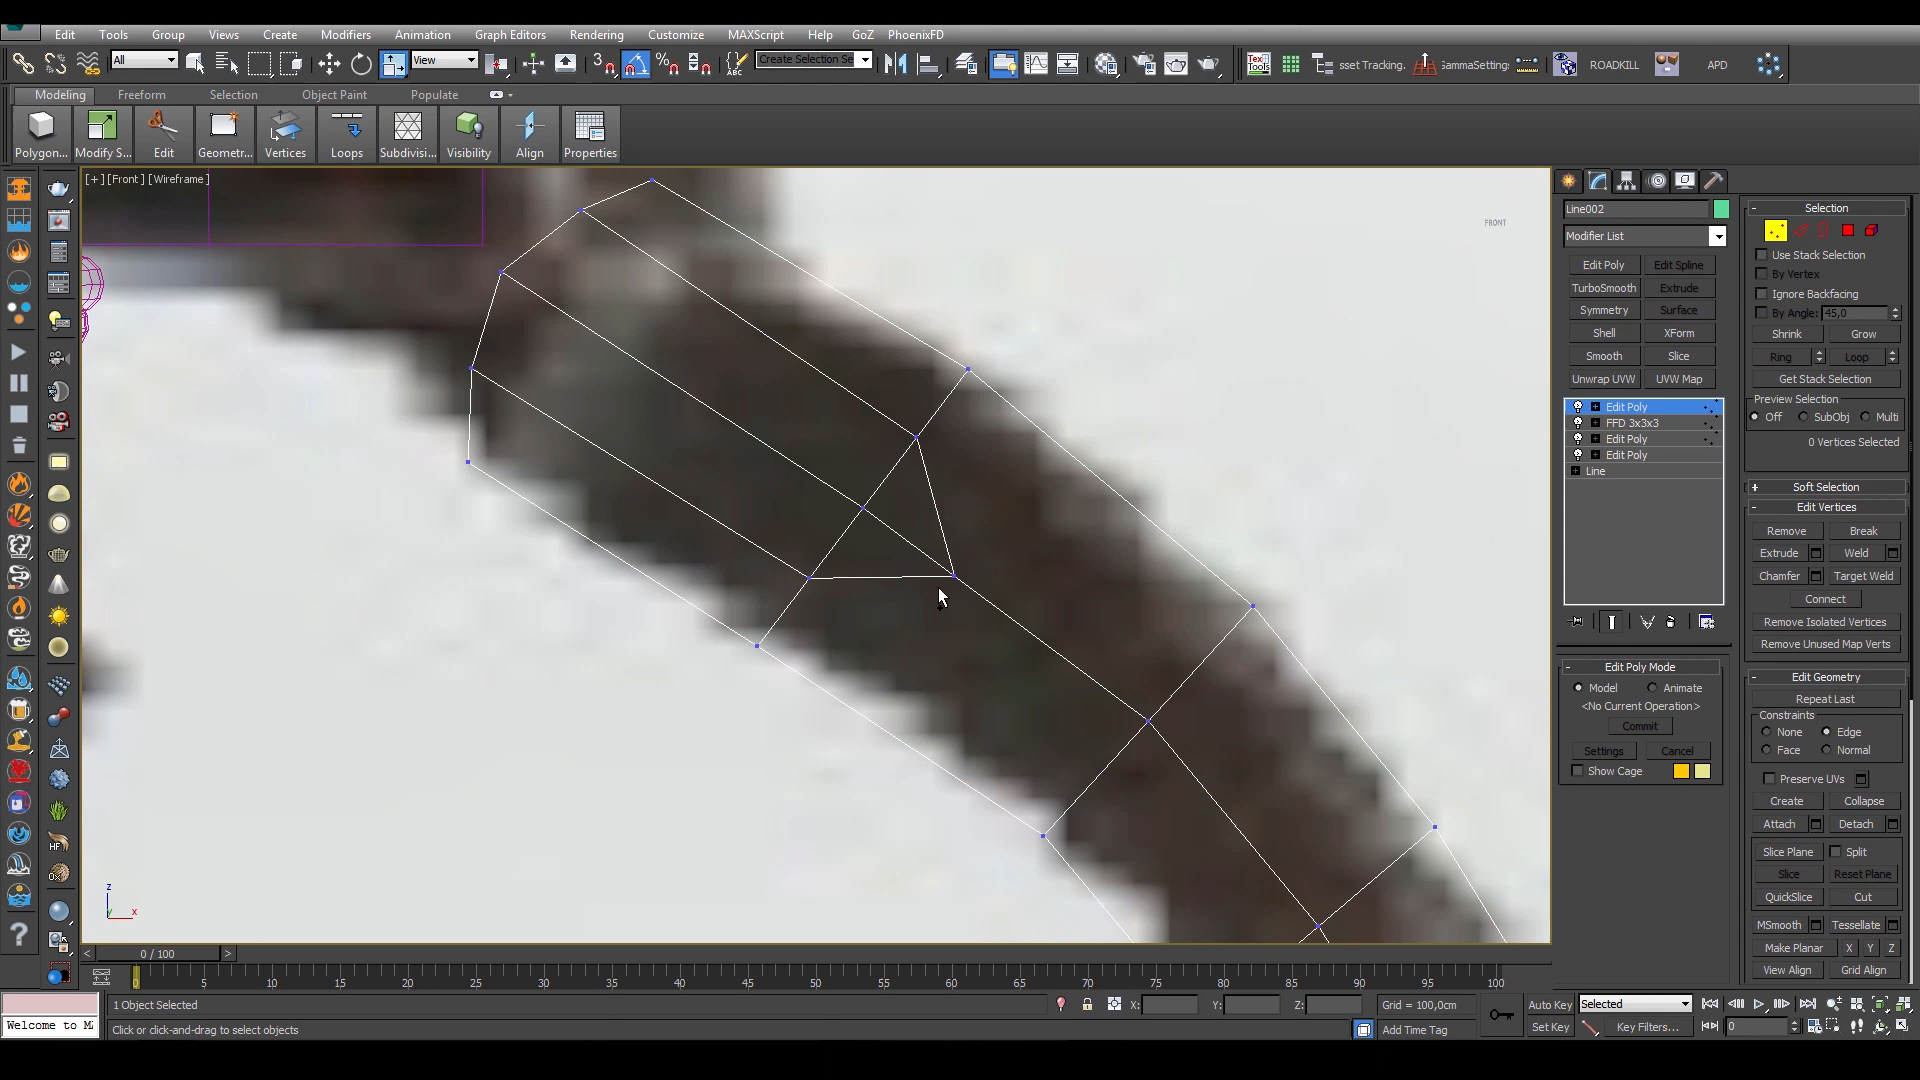 Edit Tools Group Views Create Modifiers Animation Graph Editors Rendering Customize MAXScript Help GoZ PhoenixFD
All View 3 Create Selection Se sset Tracking. GammaSetting: ROADKILL APD
Modeling Freeform Selection Object Paint Populate
Polygon... Modify S... Edit Geometr... Vertices Loops Subdivisi... Visibility Align Properties
[+] [Front] [Wireframe]
FRONT
Line002
Modifier List
Edit Poly Edit Spline
TurboSmooth Extrude
Symmetry Surface
Shell XForm
Smooth Slice
Unwrap UVW UVW Map
Edit Poly
FFD 3x3x3
Edit Poly
Edit Poly
Line
Edit Poly Mode
Model Animate
<No Current Operation>
Commit
Settings Cancel
Show Cage
Selection
Use Stack Selection
By Vertex
Ignore Backfacing
By Angle: 45,0
Shrink Grow
Ring Loop
Get Stack Selection
Preview Selection
Off SubObj Multi
0 Vertices Selected
Soft Selection
Edit Vertices
Remove Break
Extrude Weld
Chamfer Target Weld
Connect
Remove Isolated Vertices
Remove Unused Map Verts
Edit Geometry
Repeat Last
Constraints
None Edge
Face Normal
Preserve UVs
Create Collapse
Attach Detach
Slice Plane Split
Slice Reset Plane
QuickSlice Cut
MSmooth Tessellate
Make Planar X Y Z
View Align Grid Align
HF
z
y x
< 0 / 100 >
0 5 10 15 20 25 30 35 40 45 50 55 60 65 70 75 80 85 90 95 100
1 Object Selected X: Y: Z: Grid = 100,0cm Auto Key Selected
Welcome to M Click or click-and-drag to select objects Add Time Tag Set Key Key Filters... 0